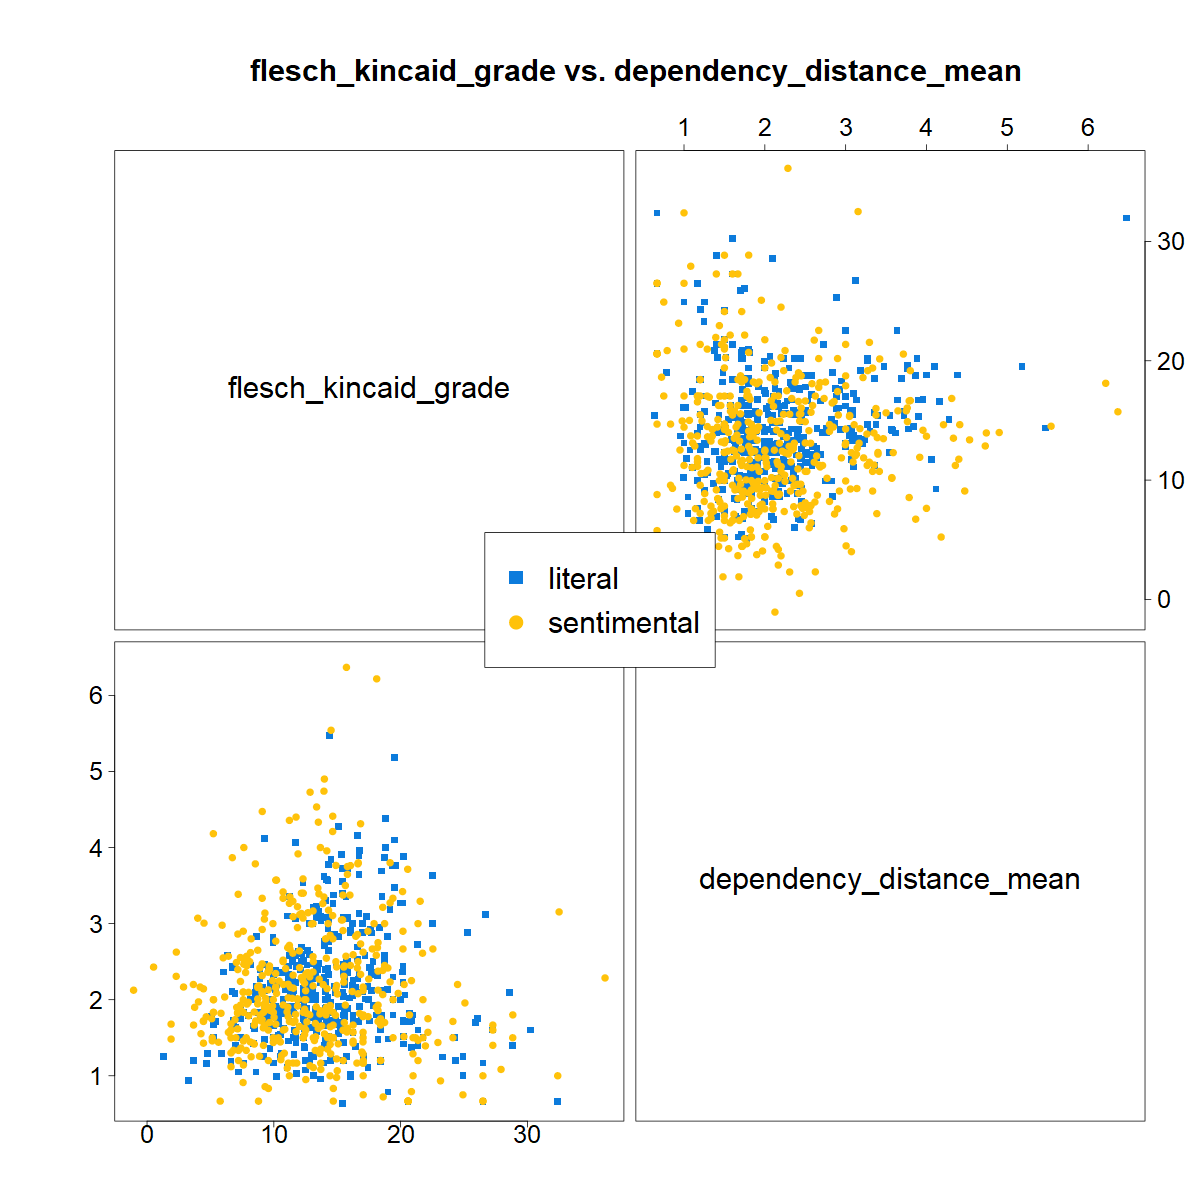 flesch_kincaid_grade vs. dependency_distance_mean
1 2 3 4 5 6
flesch_kincaid_grade
30
20
10
0
literal
sentimental
6
5
4
3
2
1
dependency_distance_mean
0 10 20 30